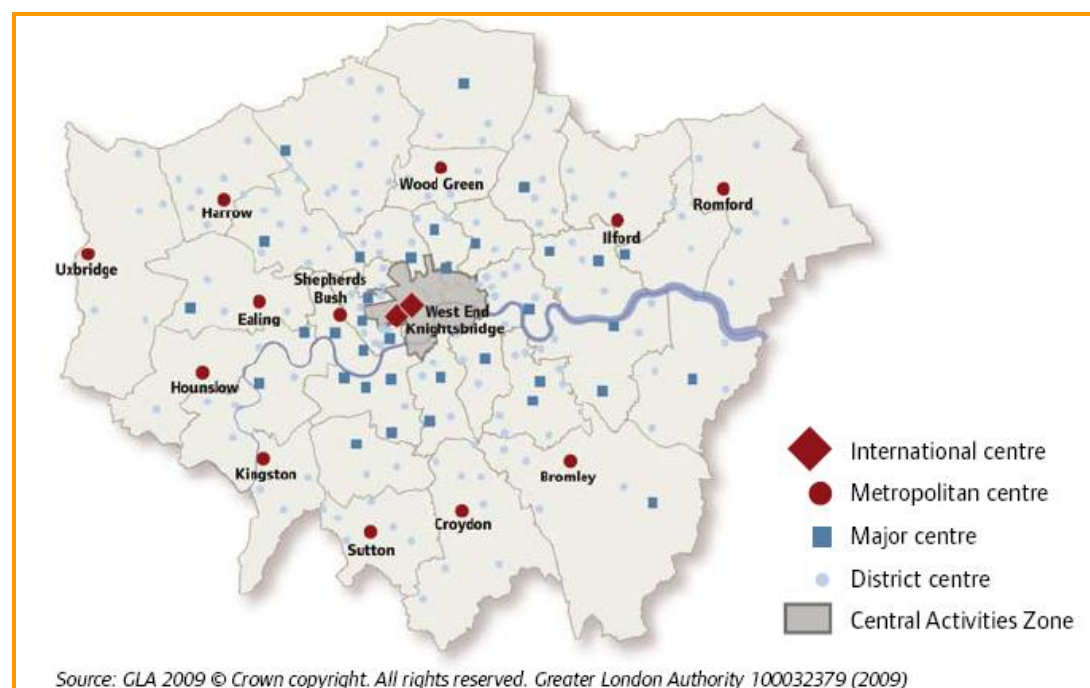 Wood Green
Romford
Harrow
Ilford
Uxbridge
Shepherds
Bush
West End
Knightsbridge
Ealing
Hounslow
Kingston
Bromley
Croydon
Sutton
International centre
Metropolitan centre
Major centre
District centre
Central Activities Zone
Source: GLA 2009 © Crown copyright. All rights reserved. Greater London Authority 100032379 (2009)